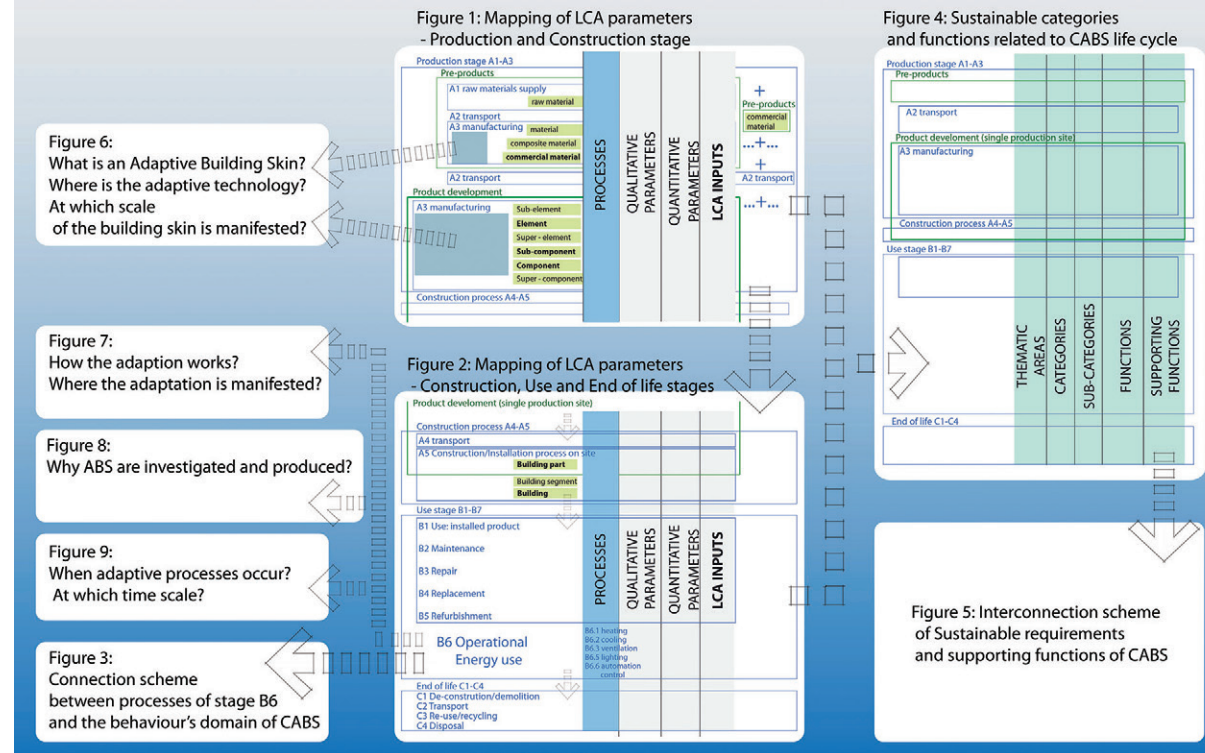 Figure 1: Mapping of LCA parameters
- Production and Construction stage
Production stage A1-A3
Pre-products
A1 raw materials supply
raw material
A2 transport
A3 manufacturing
material
composite material
commercial material
A2 transport
Product development
A3 manufacturing
Sub-element
Element
Super - element
Sub-component
Component
Super - component
Construction process A4-A5
PROCESSES
QUALITATIVE
PARAMETERS
QUANTITATIVE
PARAMETERS
LCA INPUTS
+
Pre-products
commercial
material
...+...
+
A2 transport
...+...
Figure 4: Sustainable categories
and functions related to CABS life cycle
Production stage A1-A3
Pre-products
A2 transport
Product develoment (single production site)
A3 manufacturing
Construction process A4-A5
Use stage B1-B7
THEMATIC
AREAS
CATEGORIES
SUB-CATEGORIES
FUNCTIONS
SUPPORTING
FUNCTIONS
End of life C1-C4
Figure 6:
What is an Adaptive Building Skin?
Where is the adaptive technology?
At which scale
of the building skin is manifested?
Figure 7:
How the adaption works?
Where the adaptation is manifested?
Figure 8:
Why ABS are investigated and produced?
Figure 9:
When adaptive processes occur?
At which time scale?
Figure 3:
Connection scheme
between processes of stage B6
and the behaviour's domain of CABS
Figure 2: Mapping of LCA parameters
- Construction, Use and End of life stages
Product develoment (single production site)
Construction process A4-A5
A4 transport
A5 Construction/Installation process on site
Building part
Building segment
Building
Use stage B1-B7
B1 Use: installed product
B2 Maintenance
B3 Repair
B4 Replacement
B5 Refurbishment
B6 Operational
Energy use
B6.1 heating
B6.2 cooling
B6.3 ventilation
B6.5 lighting
B6.6 automation
control
PROCESSES
QUALITATIVE
PARAMETERS
QUANTITATIVE
PARAMETERS
LCA INPUTS
End of life C1-C4
C1 De-constrution/demolition
C2 Transport
C3 Re-use/recycling
C4 Disposal
Figure 5: Interconnection scheme
of Sustainable requirements
and supporting functions of CABS